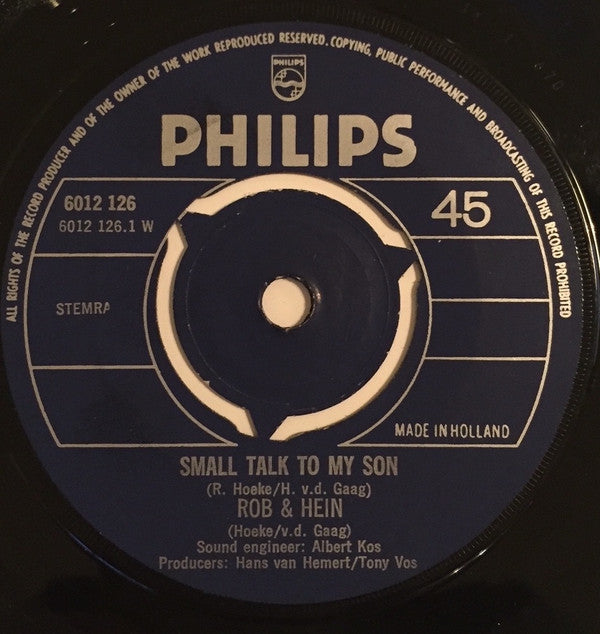 ALL RIGHTS OF THE RECORD PRODUCER AND OF THE OWNER OF THE WORK REPRODUCED RESERVED. COPYING, PUBLIC PERFORMANCE AND BROADCASTING OF THIS RECORD PROHIBITED
PHILIPS
PHILIPS
6012 126
6012 126.1 W
45
STEMRA
MADE IN HOLLAND
SMALL TALK TO MY SON
(R. Hoeke/H. v.d. Gaag)
ROB & HEIN
(Hoeke/v.d. Gaag)
Sound engineer: Albert Kos
Producers: Hans van Hemert/Tony Vos